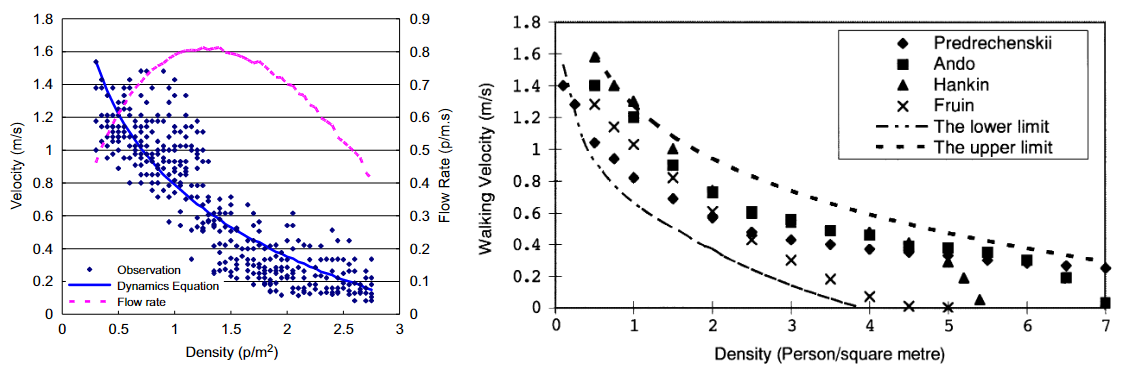 1.8
1.6
1.4
1.2
1
0.8
0.6
0.4
0.2
0
Velocity (m/s)
0.9
0.8
0.7
0.6
0.5
0.4
0.3
0.2
0.1
0
Flow Rate (p/m.s)
Observation
Dynamics Equation
Flow rate
0 0.5 1 1.5 2 2.5 3
Density (p/m²)
1.8
1.6
1.4
1.2
1
0.8
0.6
0.4
0.2
0
Walking Velocity (m/s)
Predrechenskii
Ando
Hankin
Fruin
The lower limit
The upper limit
0 1 2 3 4 5 6 7
Density (Person/square metre)